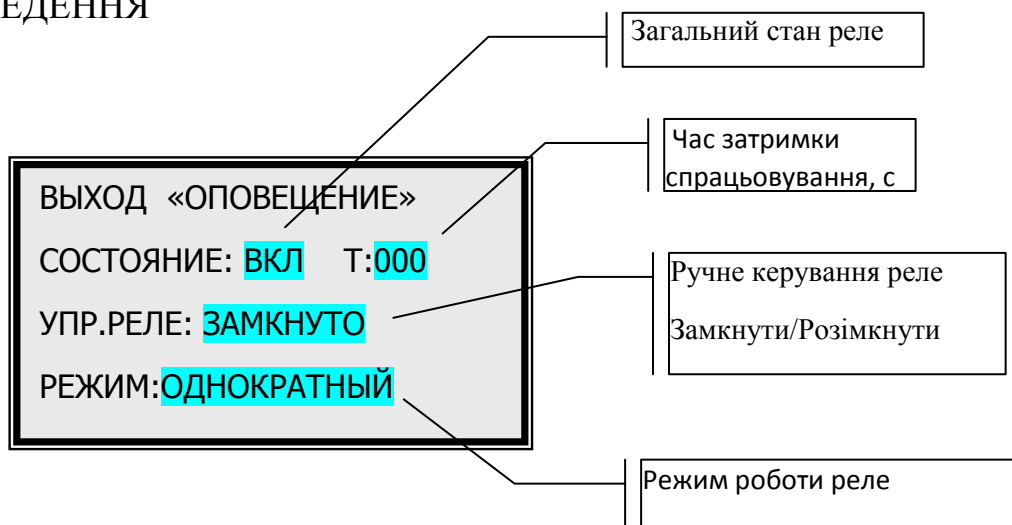 ЕДЕННЯ
Загальний стан реле
Час затримки
спрацьовування, с
ВЫХОД «ОПОВЕЩЕНИЕ»
СОСТОЯНИЕ: ВКЛ Т:000
УПР.РЕЛЕ: ЗАМКНУТО
РЕЖИМ:ОДНОКРАТНЫЙ
Ручне керування реле
Замкнути/Розімкнути
Режим роботи реле